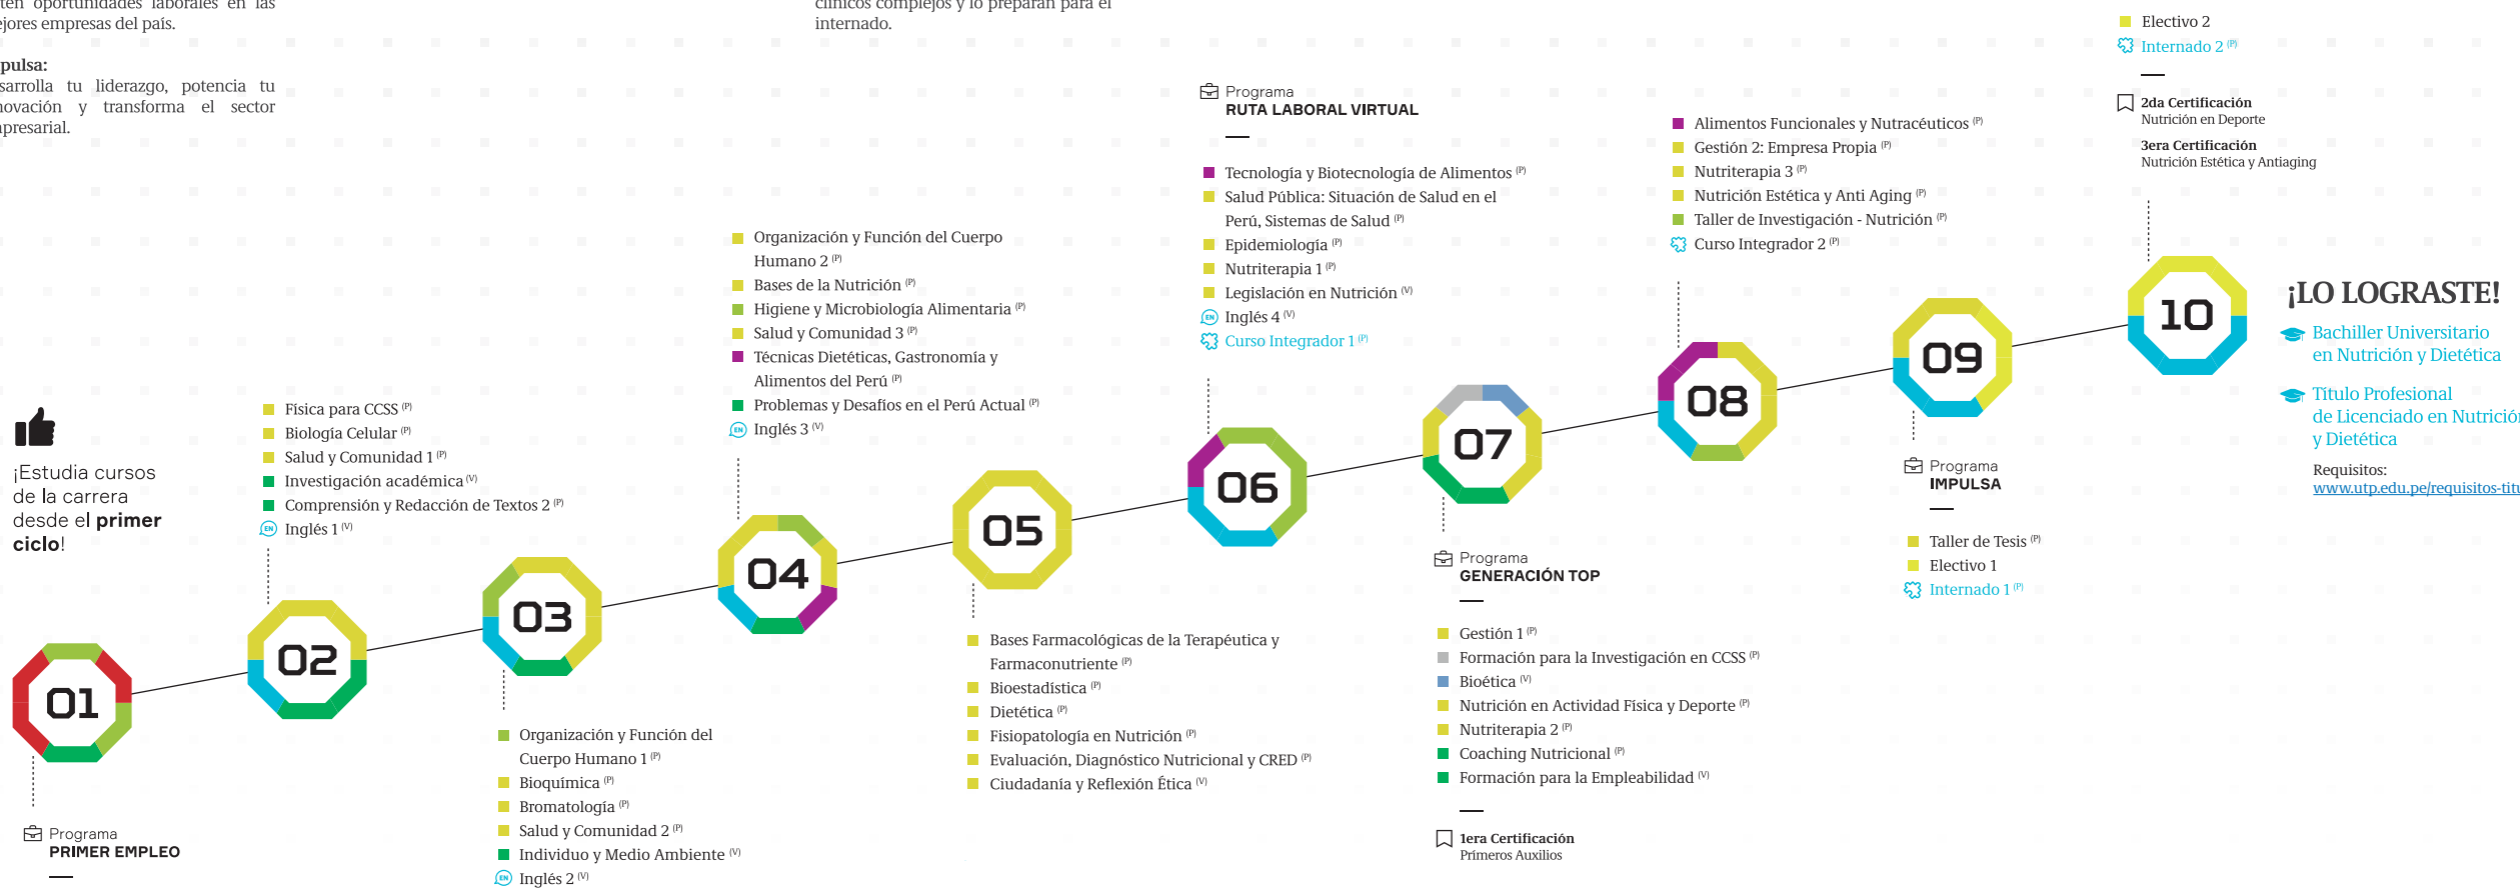 oportunidades laborales en las
empresas del país.
tu liderazgo, potencia tu
y transforma el sector
clínicos complejos y lo preparan para el
internado.
¡Estudia cursos
de la carrera
desde el primer
ciclo!
01
Programa
PRIMER EMPLEO
Física para CCSS (P)
Biología Celular (P)
Salud y Comunidad 1 (P)
Investigación académica (V)
Comprensión y Redacción de Textos 2 (P)
EN Inglés 1 (V)
02
03
Organización y Función del
Cuerpo Humano 1 (P)
Bioquímica (P)
Bromatología (P)
Salud y Comunidad 2 (P)
Individuo y Medio Ambiente (V)
EN Inglés 2 (V)
Organización y Función del Cuerpo
Humano 2 (P)
Bases de la Nutrición (P)
Higiene y Microbiología Alimentaria (P)
Salud y Comunidad 3 (P)
Técnicas Dietéticas, Gastronomía y
Alimentos del Perú (P)
Problemas y Desafíos en el Perú Actual (P)
EN Inglés 3 (V)
04
05
Bases Farmacológicas de la Terapéutica y
Farmaconutriente (P)
Bioestadística (P)
Dietética (P)
Fisiopatología en Nutrición (P)
Evaluación, Diagnóstico Nutricional y CRED (P)
Ciudadanía y Reflexión Ética (V)
Programa
RUTA LABORAL VIRTUAL
Tecnología y Biotecnología de Alimentos (P)
Salud Pública: Situación de Salud en el
Perú, Sistemas de Salud (P)
Epidemiología (P)
Nutriterapia 1 (P)
Legislación en Nutrición (V)
EN Inglés 4 (V)
Curso Integrador 1 (P)
06
07
Programa
GENERACIÓN TOP
Gestión 1 (P)
Formación para la Investigación en CCSS (P)
Bioética (V)
Nutrición en Actividad Física y Deporte (P)
Nutriterapia 2 (P)
Coaching Nutricional (P)
Formación para la Empleabilidad (V)
1era Certificación
Primeros Auxilios
Alimentos Funcionales y Nutracéuticos (P)
Gestión 2: Empresa Propia (P)
Nutriterapia 3 (P)
Nutrición Estética y Anti Aging (P)
Taller de Investigación - Nutrición (P)
Curso Integrador 2 (P)
08
09
Programa
IMPULSA
Taller de Tesis (P)
Electivo 1
Internado 1 (P)
Electivo 2
Internado 2 (P)
2da Certificación
Nutrición en Deporte
3era Certificación
Nutrición Estética y Antiaging
10
¡LO LOGRASTE!
Bachiller Universitario
en Nutrición y Dietética
Título Profesional
de Licenciado en Nutrición
y Dietética
Requisitos:
www.utp.edu.pe/requisitos-titu